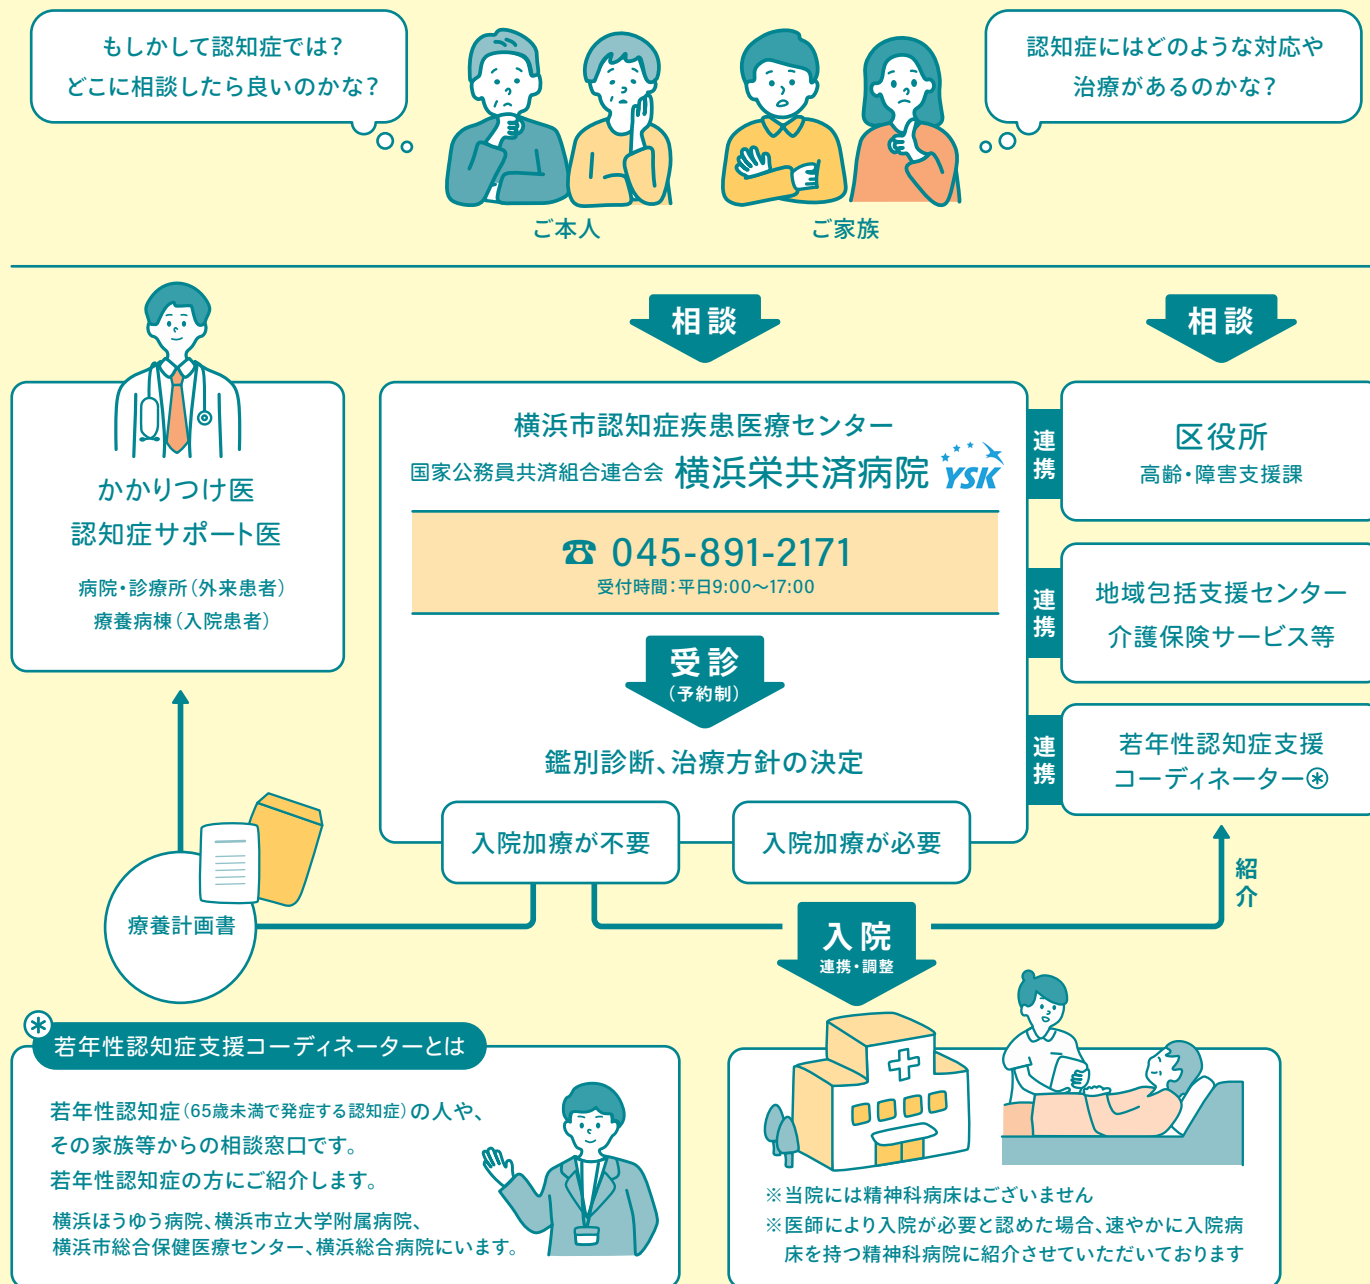 もしかして認知症では？
どこに相談したら良いのかな？
認知症にはどのような対応や
治療があるのかな？
ご本人
ご家族
相談
相談
かかりつけ医
認知症サポート医
病院・診療所（外来患者）
療養病棟（入院患者）
横浜市認知症疾患医療センター
国家公務員共済組合連合会 横浜栄共済病院 YSK
☎ 045-891-2171
受付時間：平日9:00〜17:00
受診
（予約制）
鑑別診断、治療方針の決定
入院加療が不要
入院加療が必要
連携
区役所
高齢・障害支援課
連携
地域包括支援センター
介護保険サービス等
連携
若年性認知症支援
コーディネーター＊
紹介
療養計画書
入院
連携・調整
＊
若年性認知症支援コーディネーターとは
若年性認知症（65歳未満で発症する認知症）の人や、
その家族等からの相談窓口です。
若年性認知症の方にご紹介します。
横浜ほうゆう病院、横浜市立大学附属病院、
横浜市総合保健医療センター、横浜総合病院にいます。
※当院には精神科病床はございません
※医師により入院が必要と認めた場合、速やかに入院病
床を持つ精神科病院に紹介させていただいております